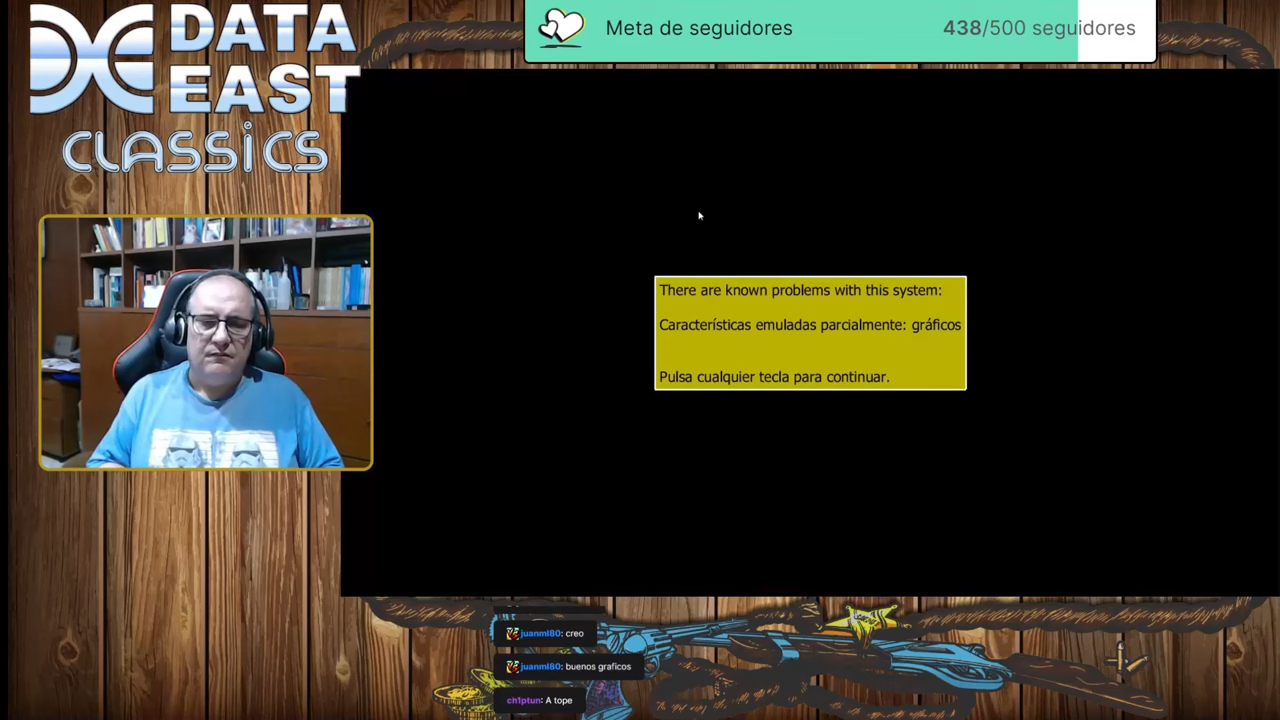 DATA
EAST
CLASSICS
Meta de seguidores
438/500 seguidores
There are known problems with this system:
Características emuladas parcialmente: gráficos
Pulsa cualquier tecla para continuar.
juanml80: creo
juanml80: buenos graficos
ch1ptun: A tope